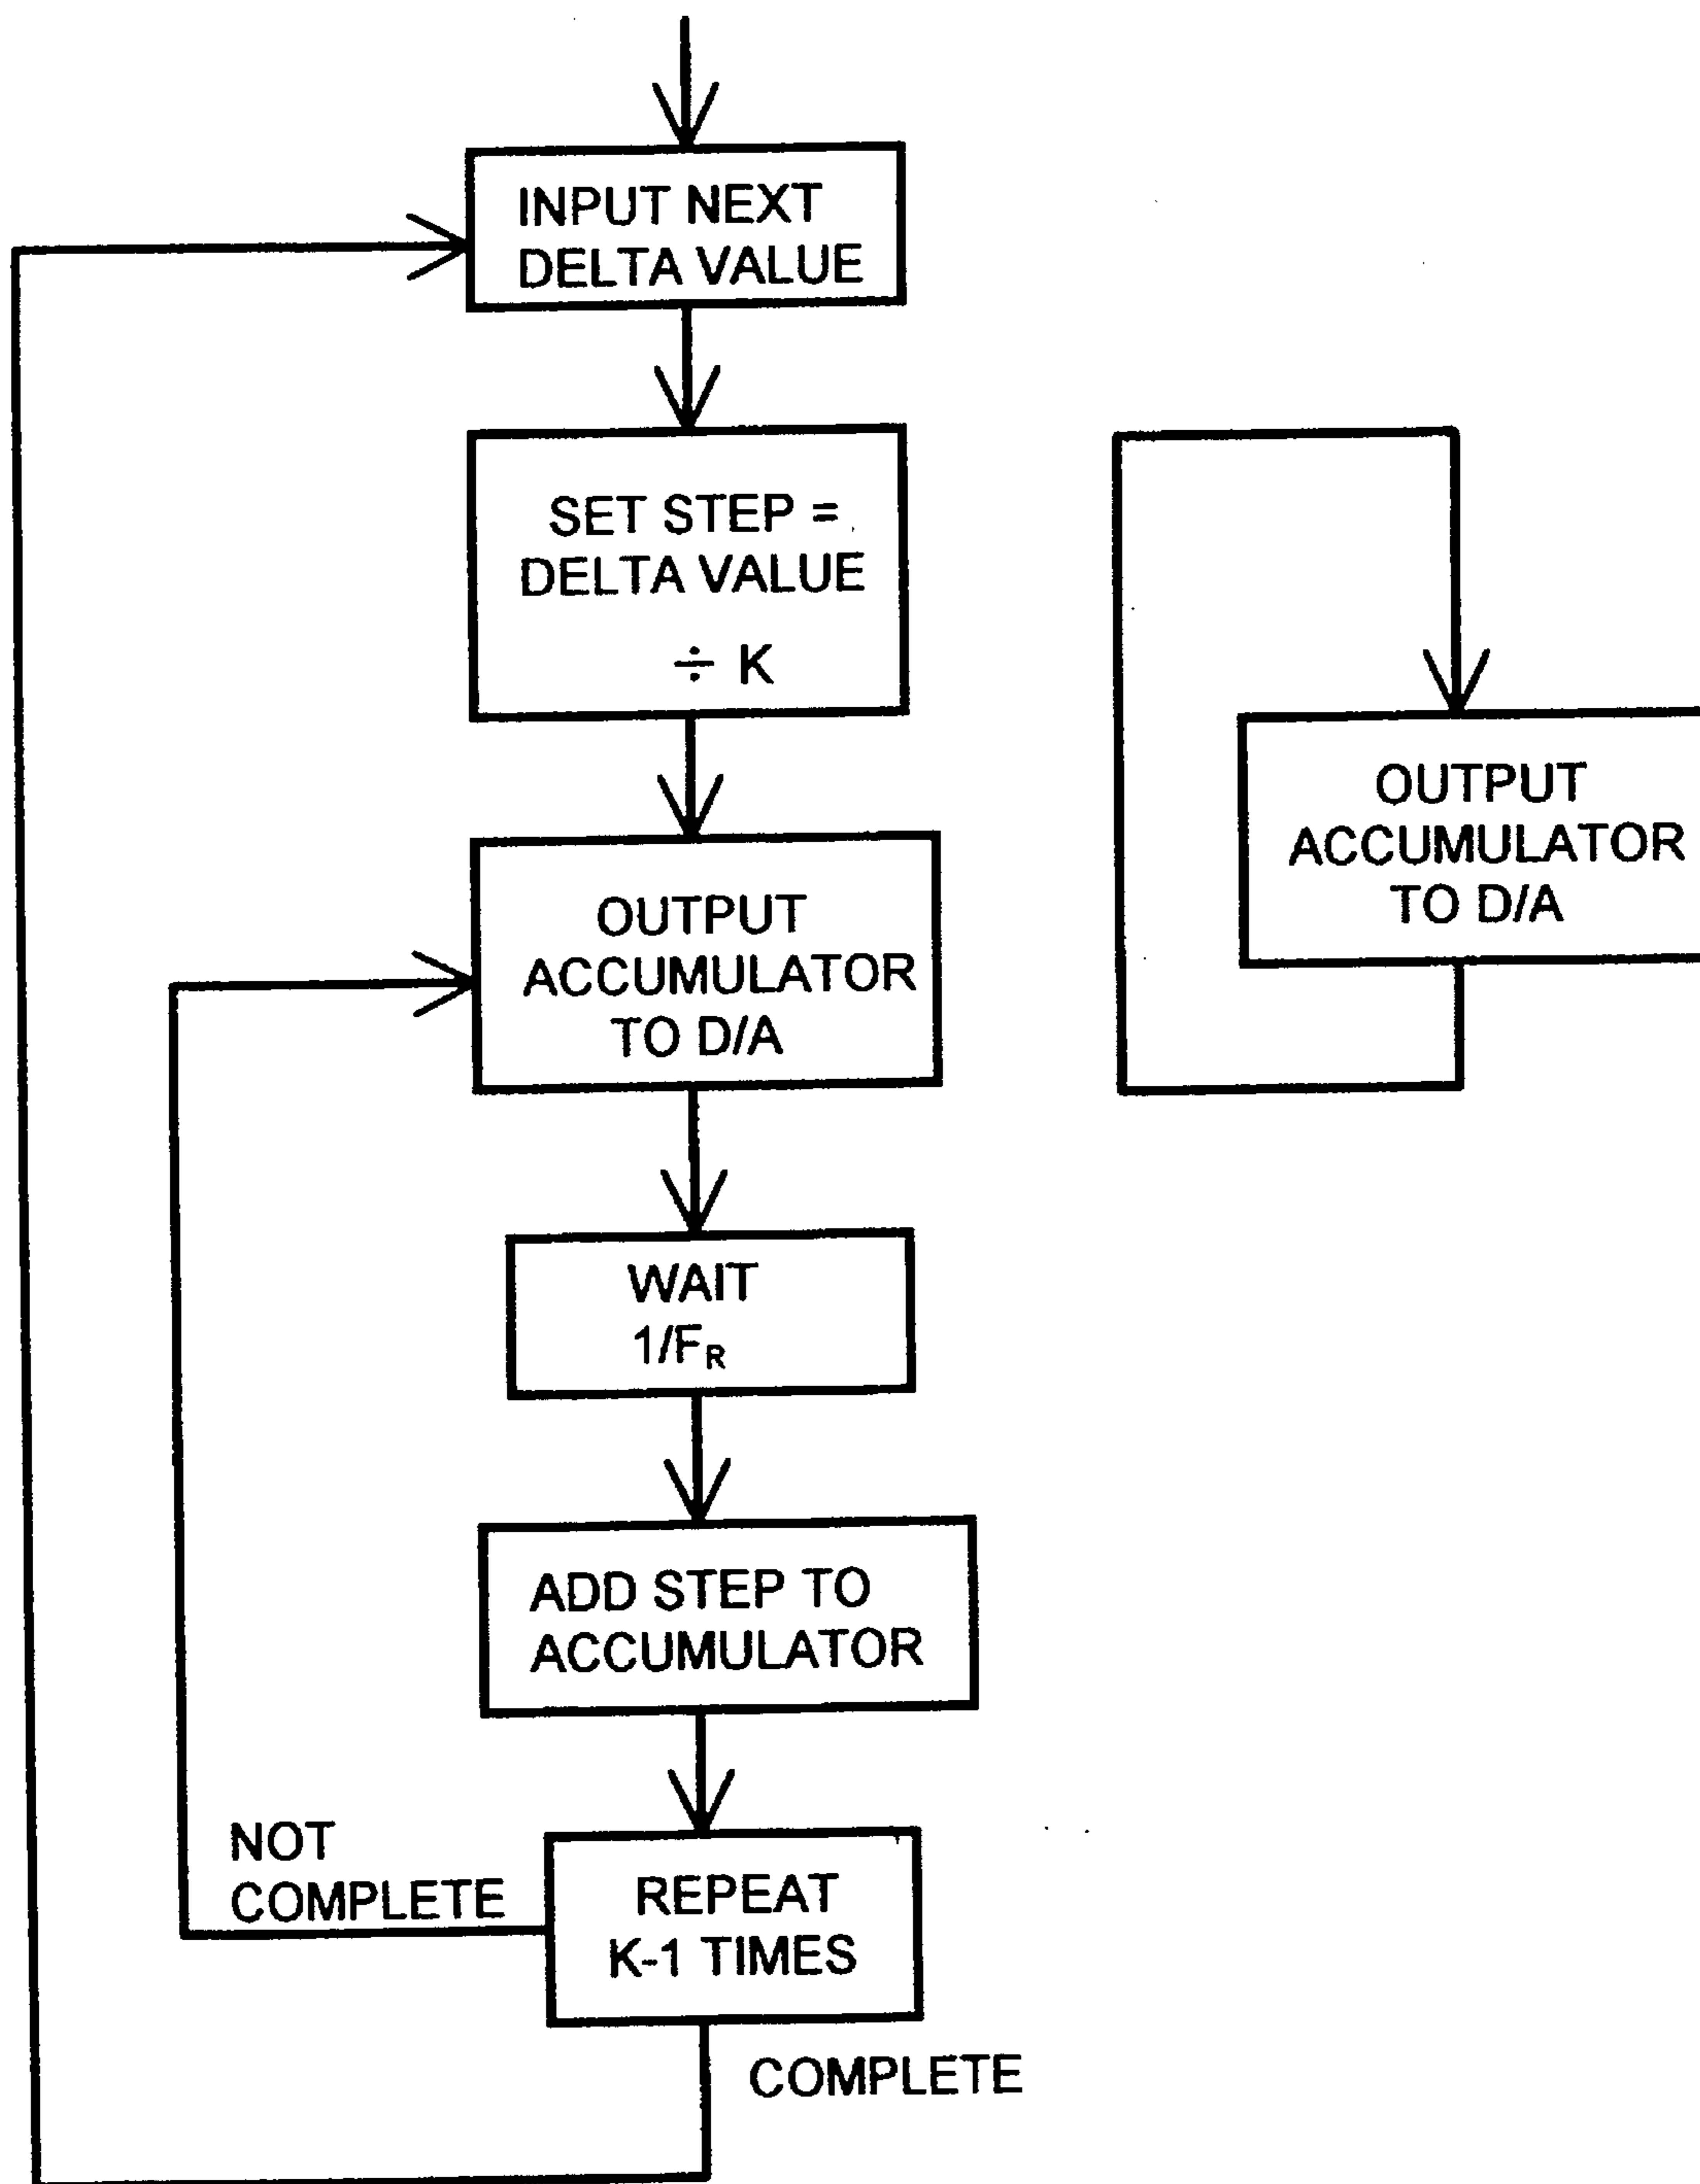 INPUT NEXT
DELTA VALUE
SET STEP =
DELTA VALUE
÷ K
OUTPUT
ACCUMULATOR
TO D/A
WAIT
1/FR
ADD STEP TO
ACCUMULATOR
REPEAT
K-1 TIMES
NOT
COMPLETE
COMPLETE
OUTPUT
ACCUMULATOR
TO D/A